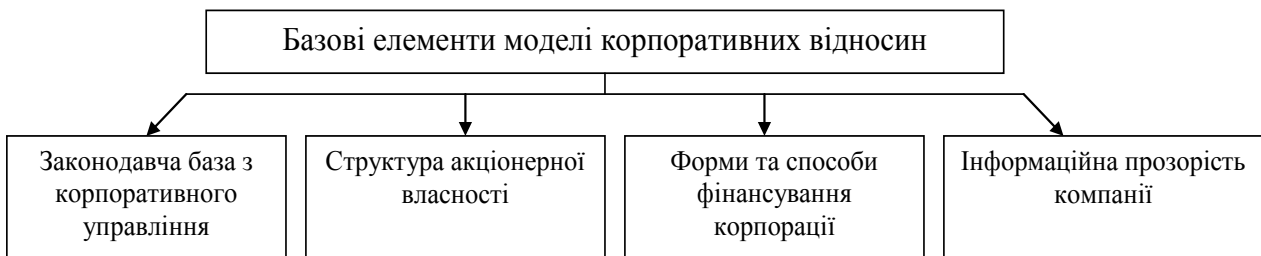 Базові елементи моделі корпоративних відносин
Законодавча база з
корпоративного
управління
Структура акціонерної
власності
Форми та способи
фінансування
корпорації
Інформаційна прозорість
компанії